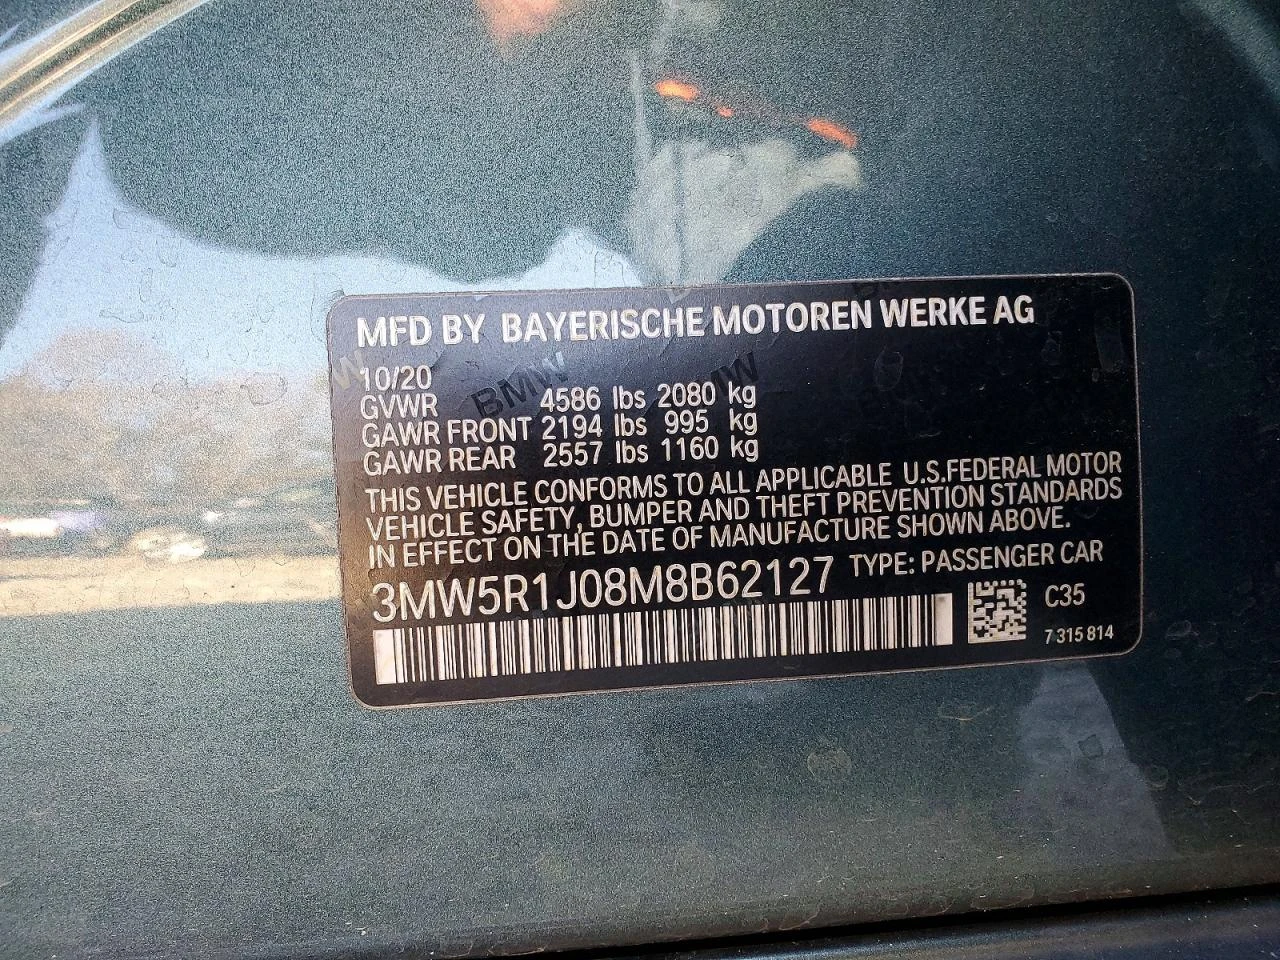 MFD BY BAYERISCHE MOTOREN WERKE AG
10/20
GVWR 4586 lbs 2080 kg
GAWR FRONT 2194 lbs 995 kg
GAWR REAR 2557 lbs 1160 kg
THIS VEHICLE CONFORMS TO ALL APPLICABLE U.S.FEDERAL MOTOR
VEHICLE SAFETY, BUMPER AND THEFT PREVENTION STANDARDS
IN EFFECT ON THE DATE OF MANUFACTURE SHOWN ABOVE.
3MW5R1J08M8B62127 TYPE: PASSENGER CAR
C35
7 315 814
BMW